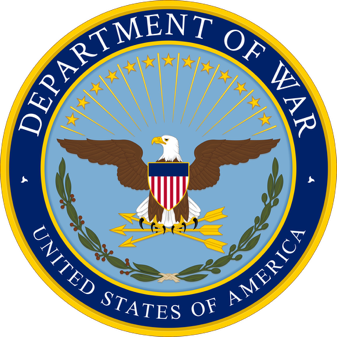 DEPARTMENT OF WAR
UNITED STATES OF AMERICA